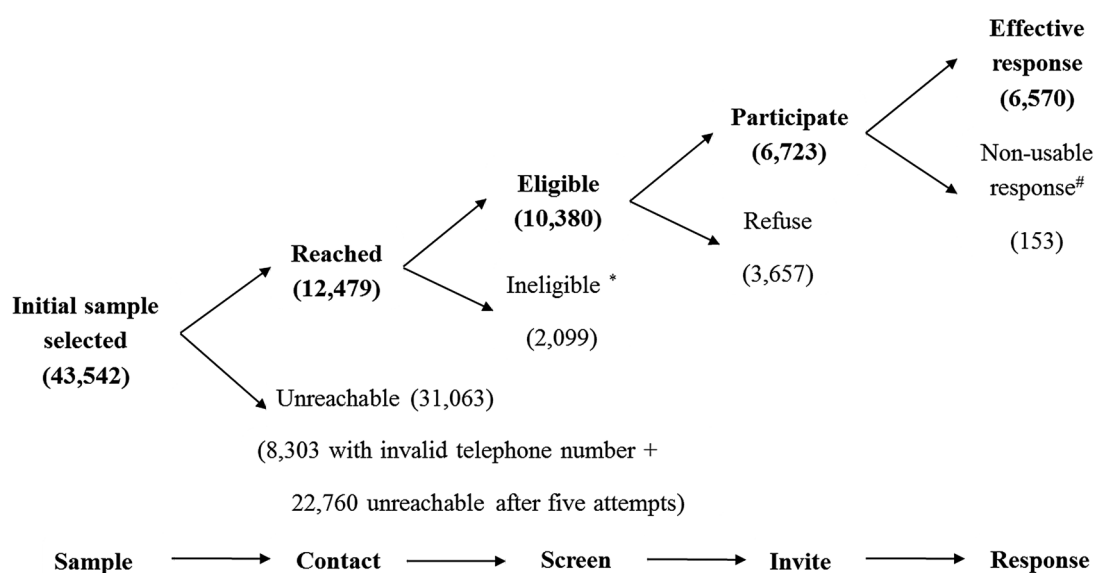 Effective
response
(6,570)
Participate
(6,723)
Non-usable
response#
(153)
Eligible
(10,380)
Refuse
(3,657)
Reached
(12,479)
Ineligible *
(2,099)
Initial sample
selected
(43,542)
Unreachable (31,063)
(8,303 with invalid telephone number +
22,760 unreachable after five attempts)
Sample Contact Screen Invite Response